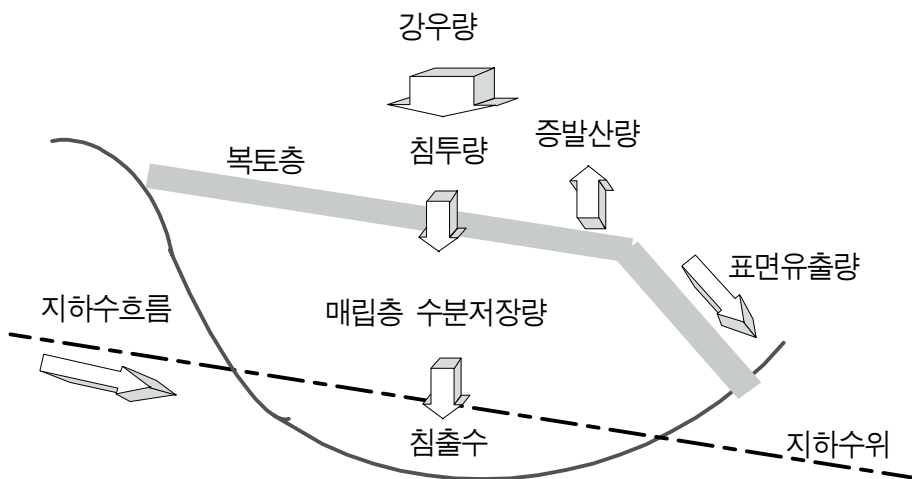 강우량
침투량
증발산량
복토층
표면유출량
지하수흐름
매립층 수분저장량
침출수
지하수위